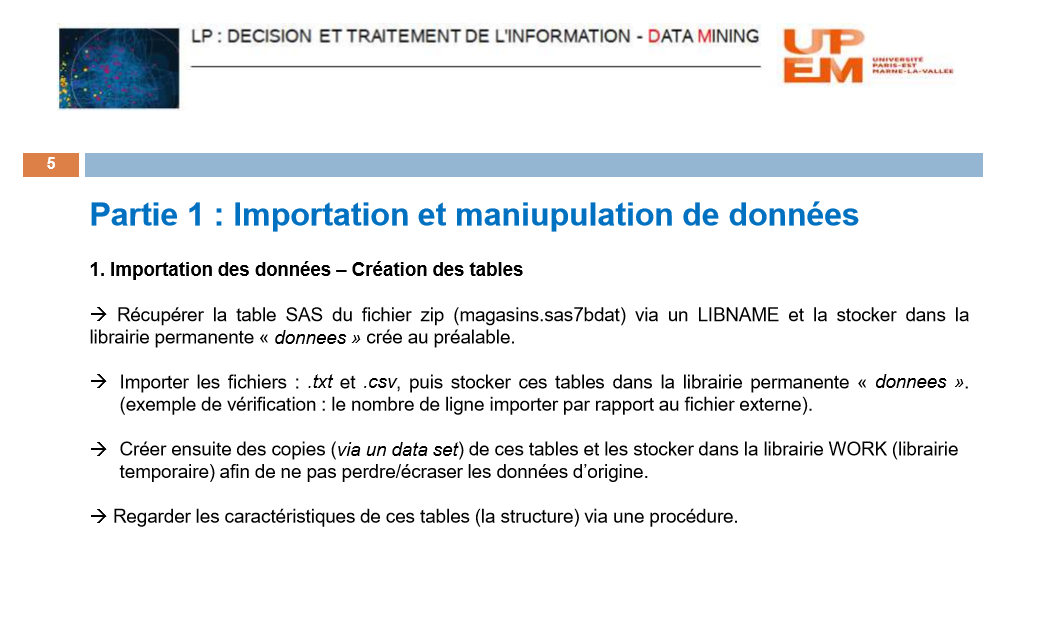 LP : DECISION ET TRAITEMENT DE L'INFORMATION - DATA MINING
UP
EM
UNIVERSITÉ
PARIS-EST
MARNE-LA-VALLÉE
5
Partie 1 : Importation et maniupulation de données
1. Importation des données – Création des tables
→ Récupérer la table SAS du fichier zip (magasins.sas7bdat) via un LIBNAME et la stocker dans la
librairie permanente « donnees » crée au préalable.
→ Importer les fichiers : .txt et .csv, puis stocker ces tables dans la librairie permanente « donnees ».
(exemple de vérification : le nombre de ligne importer par rapport au fichier externe).
→ Créer ensuite des copies (via un data set) de ces tables et les stocker dans la librairie WORK (librairie
temporaire) afin de ne pas perdre/écraser les données d’origine.
→ Regarder les caractéristiques de ces tables (la structure) via une procédure.